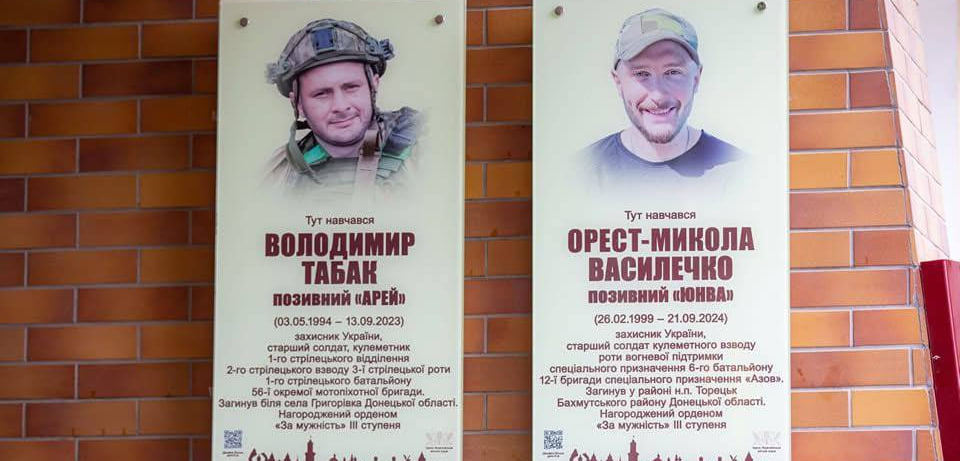 Тут навчався
ВОЛОДИМИР
ТАБАК
позивний «АРЕЙ»
(03.05.1994 – 13.09.2023)
захисник України,
старший солдат, кулеметник
1-го стрілецького відділення
2-го стрілецького взводу 3-ї стрілецької роти
1-го стрілецького батальйону
56-ї окремої мотопіхотної бригади.
Загинув біля села Григорівка Донецької області.
Нагороджений орденом
«За мужність» III ступеня
Тут навчався
ОРЕСТ-МИКОЛА
ВАСИЛЕЧКО
позивний «ЮНВА»
(26.02.1999 – 21.09.2024)
захисник України,
старший солдат кулеметного взводу
роти вогневої підтримки
спеціального призначення 6-го батальйону
12-ї бригади спеціального призначення «Азов».
Загинув у районі н.п. Торецьк
Бахмутського району Донецької області.
Нагороджений орденом
«За мужність» III ступеня